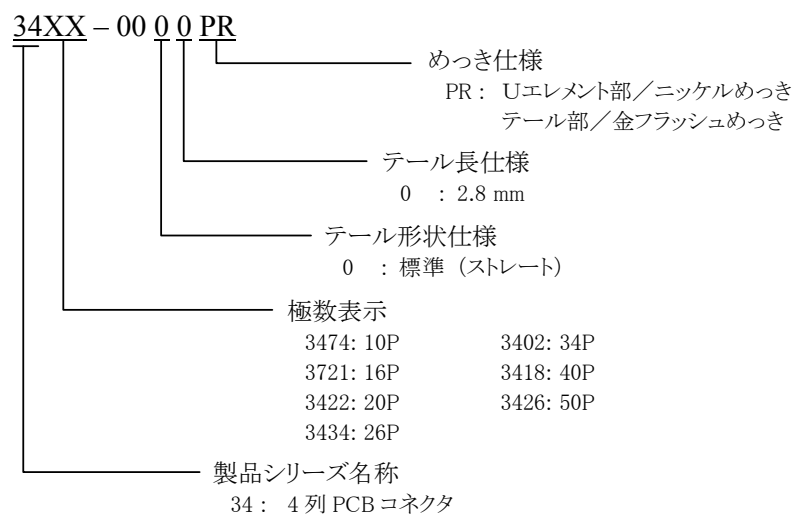 34XX – 00 0 0 PR
めっき仕様
PR : Uエレメント部/ニッケルめっき
テール部/金フラッシュめっき
テール長仕様
0 : 2.8 mm
テール形状仕様
0 : 標準 (ストレート)
極数表示
3474: 10P 3402: 34P
3721: 16P 3418: 40P
3422: 20P 3426: 50P
3434: 26P
製品シリーズ名称
34 : 4列 PCB コネクタ